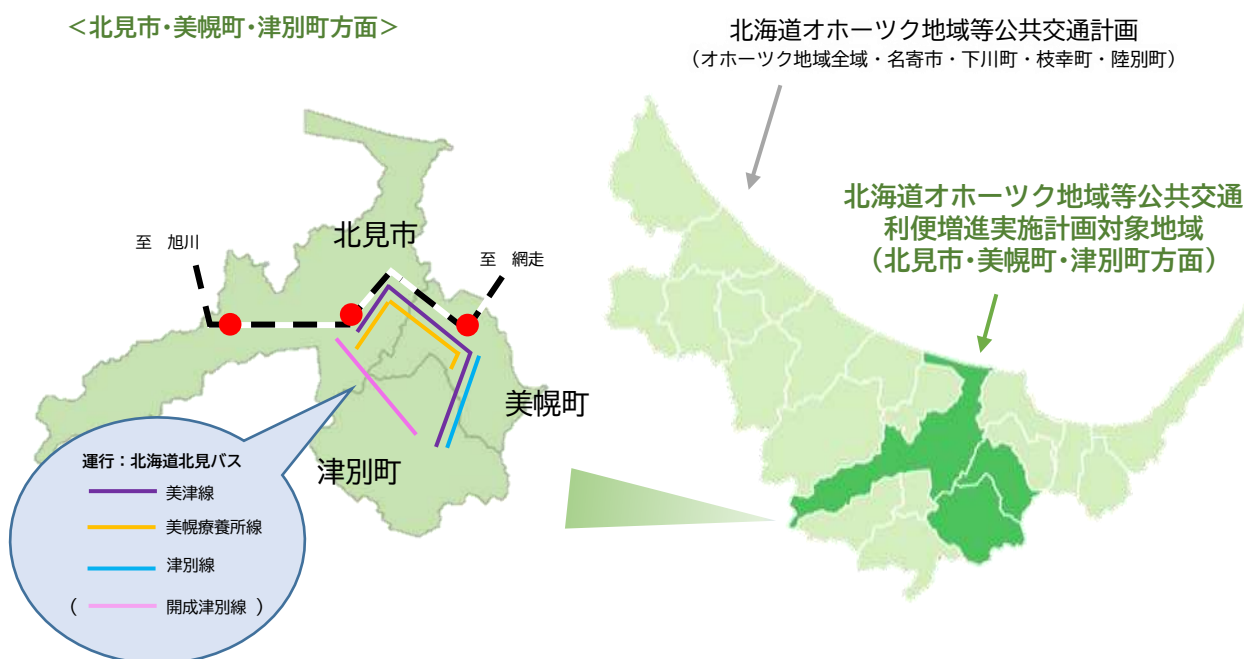 <北見市・美幌町・津別町方面>
北海道オホーツク地域等公共交通計画
(オホーツク地域全域・名寄市・下川町・枝幸町・陸別町)
北海道オホーツク地域等公共交通
利便増進実施計画対象地域
(北見市・美幌町・津別町方面)
北見市
至 旭川
至 網走
美幌町
津別町
運行:北海道北見バス
美津線
美幌療養所線
津別線
( 開成津別線 )